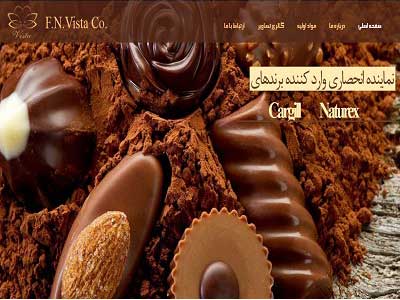 Vista
F.N.Vista Co.
صفحه اصلی درباره ما مواد اولیه گالری تصاویر ارتباط با ما
نماینده انحصاری وارد کننده برندهای
Cargill Naturex